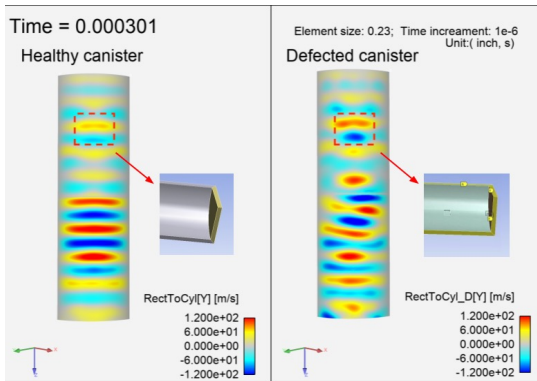 Time = 0.000301
Healthy canister
RectToCyl[Y] [m/s]
1.200e+02
6.000e+01
0.000e+00
-6.000e+01
-1.200e+02
Element size: 0.23; Time increament: 1e-6
Unit:( inch, s)
Defected canister
RectToCyl_D[Y] [m/s]
1.200e+02
6.000e+01
0.000e+00
-6.000e+01
-1.200e+02